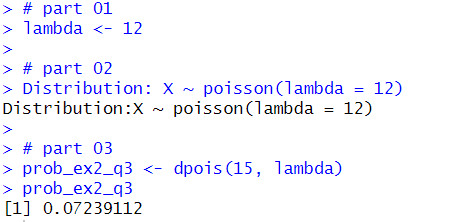 > # part 01
> lambda <- 12
>
> # part 02
> Distribution: X ~ poisson(lambda = 12)
Distribution:X ~ poisson(lambda = 12)
>
> # part 03
> prob_ex2_q3 <- dpois(15, lambda)
> prob_ex2_q3
[1] 0.07239112